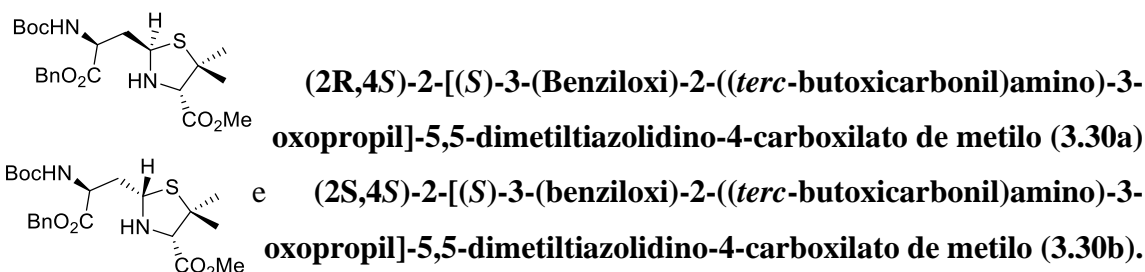 BocHN
H
S
BnO₂C
HN
CO₂Me
(2R,4S)-2-[(S)-3-(Benziloxi)-2-((terc-butoxicarbonil)amino)-3-
oxopropil]-5,5-dimetiltiazolidino-4-carboxilato de metilo (3.30a)
BocHN
H
S
BnO₂C
HN
CO₂Me
e (2S,4S)-2-[(S)-3-(benziloxi)-2-((terc-butoxicarbonil)amino)-3-
oxopropil]-5,5-dimetiltiazolidino-4-carboxilato de metilo (3.30b).